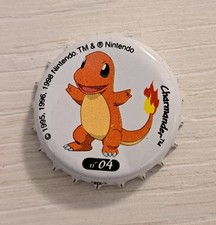 © 1995, 1996, 1998 Nintendo. TM & ® Nintendo
Charmander™
n° 04